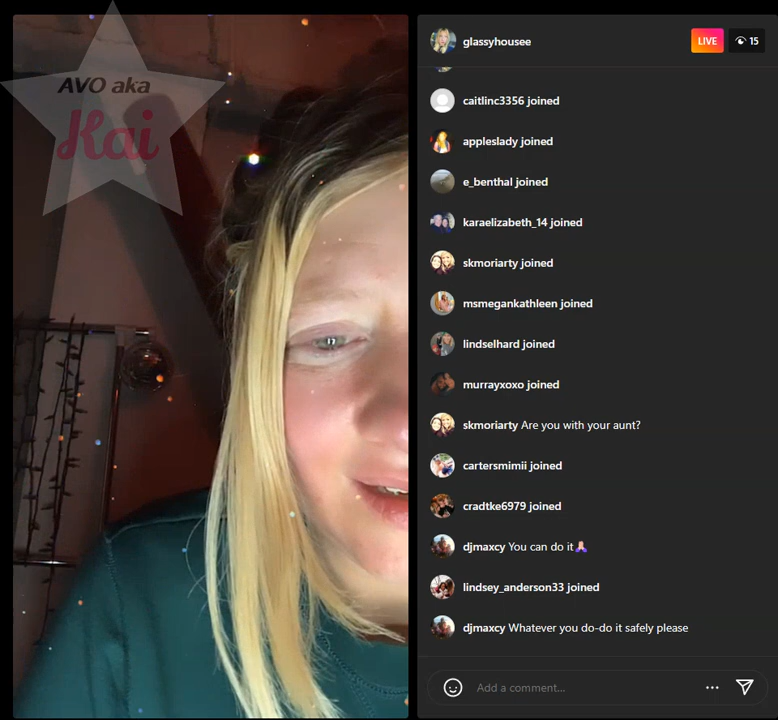 AVO aka
Kai
glassyhousee
LIVE
15
caitlinc3356 joined
appleslady joined
e_benthal joined
karaelizabeth_14 joined
skmoriarty joined
msmegankathleen joined
lindselhard joined
murrayxoxo joined
skmoriarty Are you with your aunt?
cartersmimii joined
cradtke6979 joined
djmaxcy You can do it🙏🏻
lindsey_anderson33 joined
djmaxcy Whatever you do-do it safely please
Add a comment...